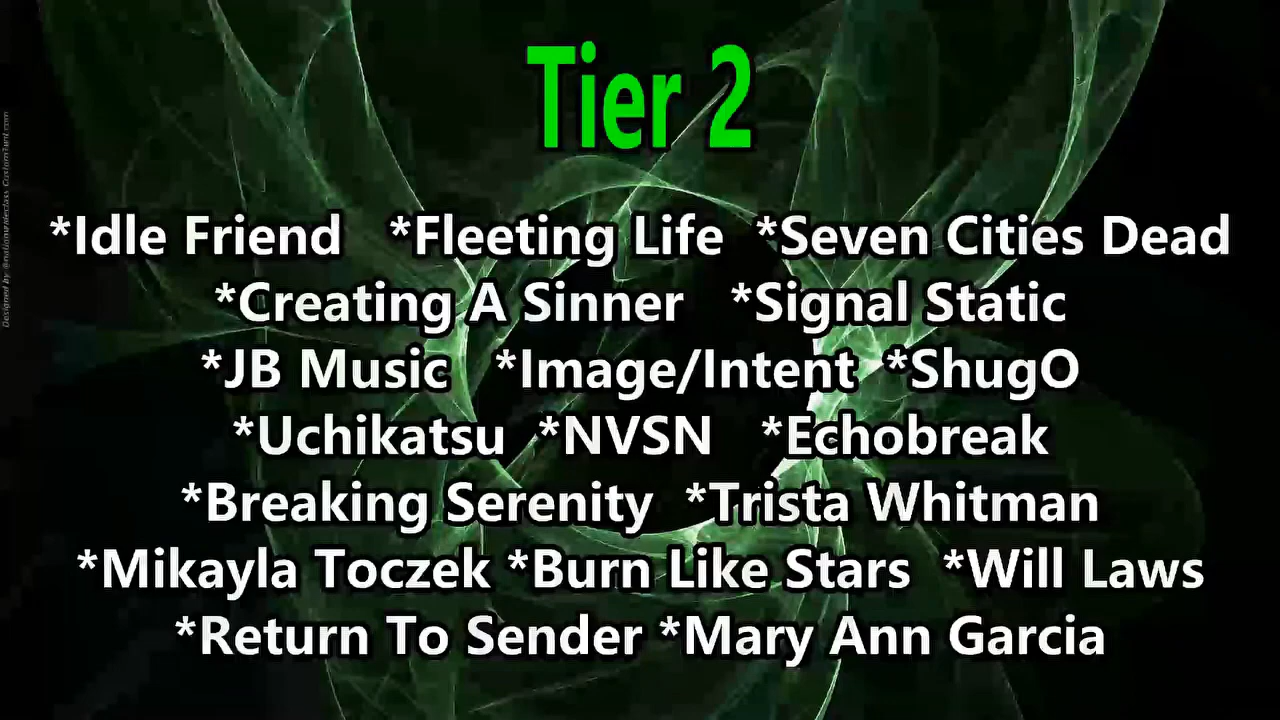 Tier 2
*Idle Friend *Fleeting Life *Seven Cities Dead
*Creating A Sinner *Signal Static
*JB Music *Image/Intent *ShugO
*Uchikatsu *NVSN *Echobreak
*Breaking Serenity *Trista Whitman
*Mikayla Toczek *Burn Like Stars *Will Laws
*Return To Sender *Mary Ann Garcia